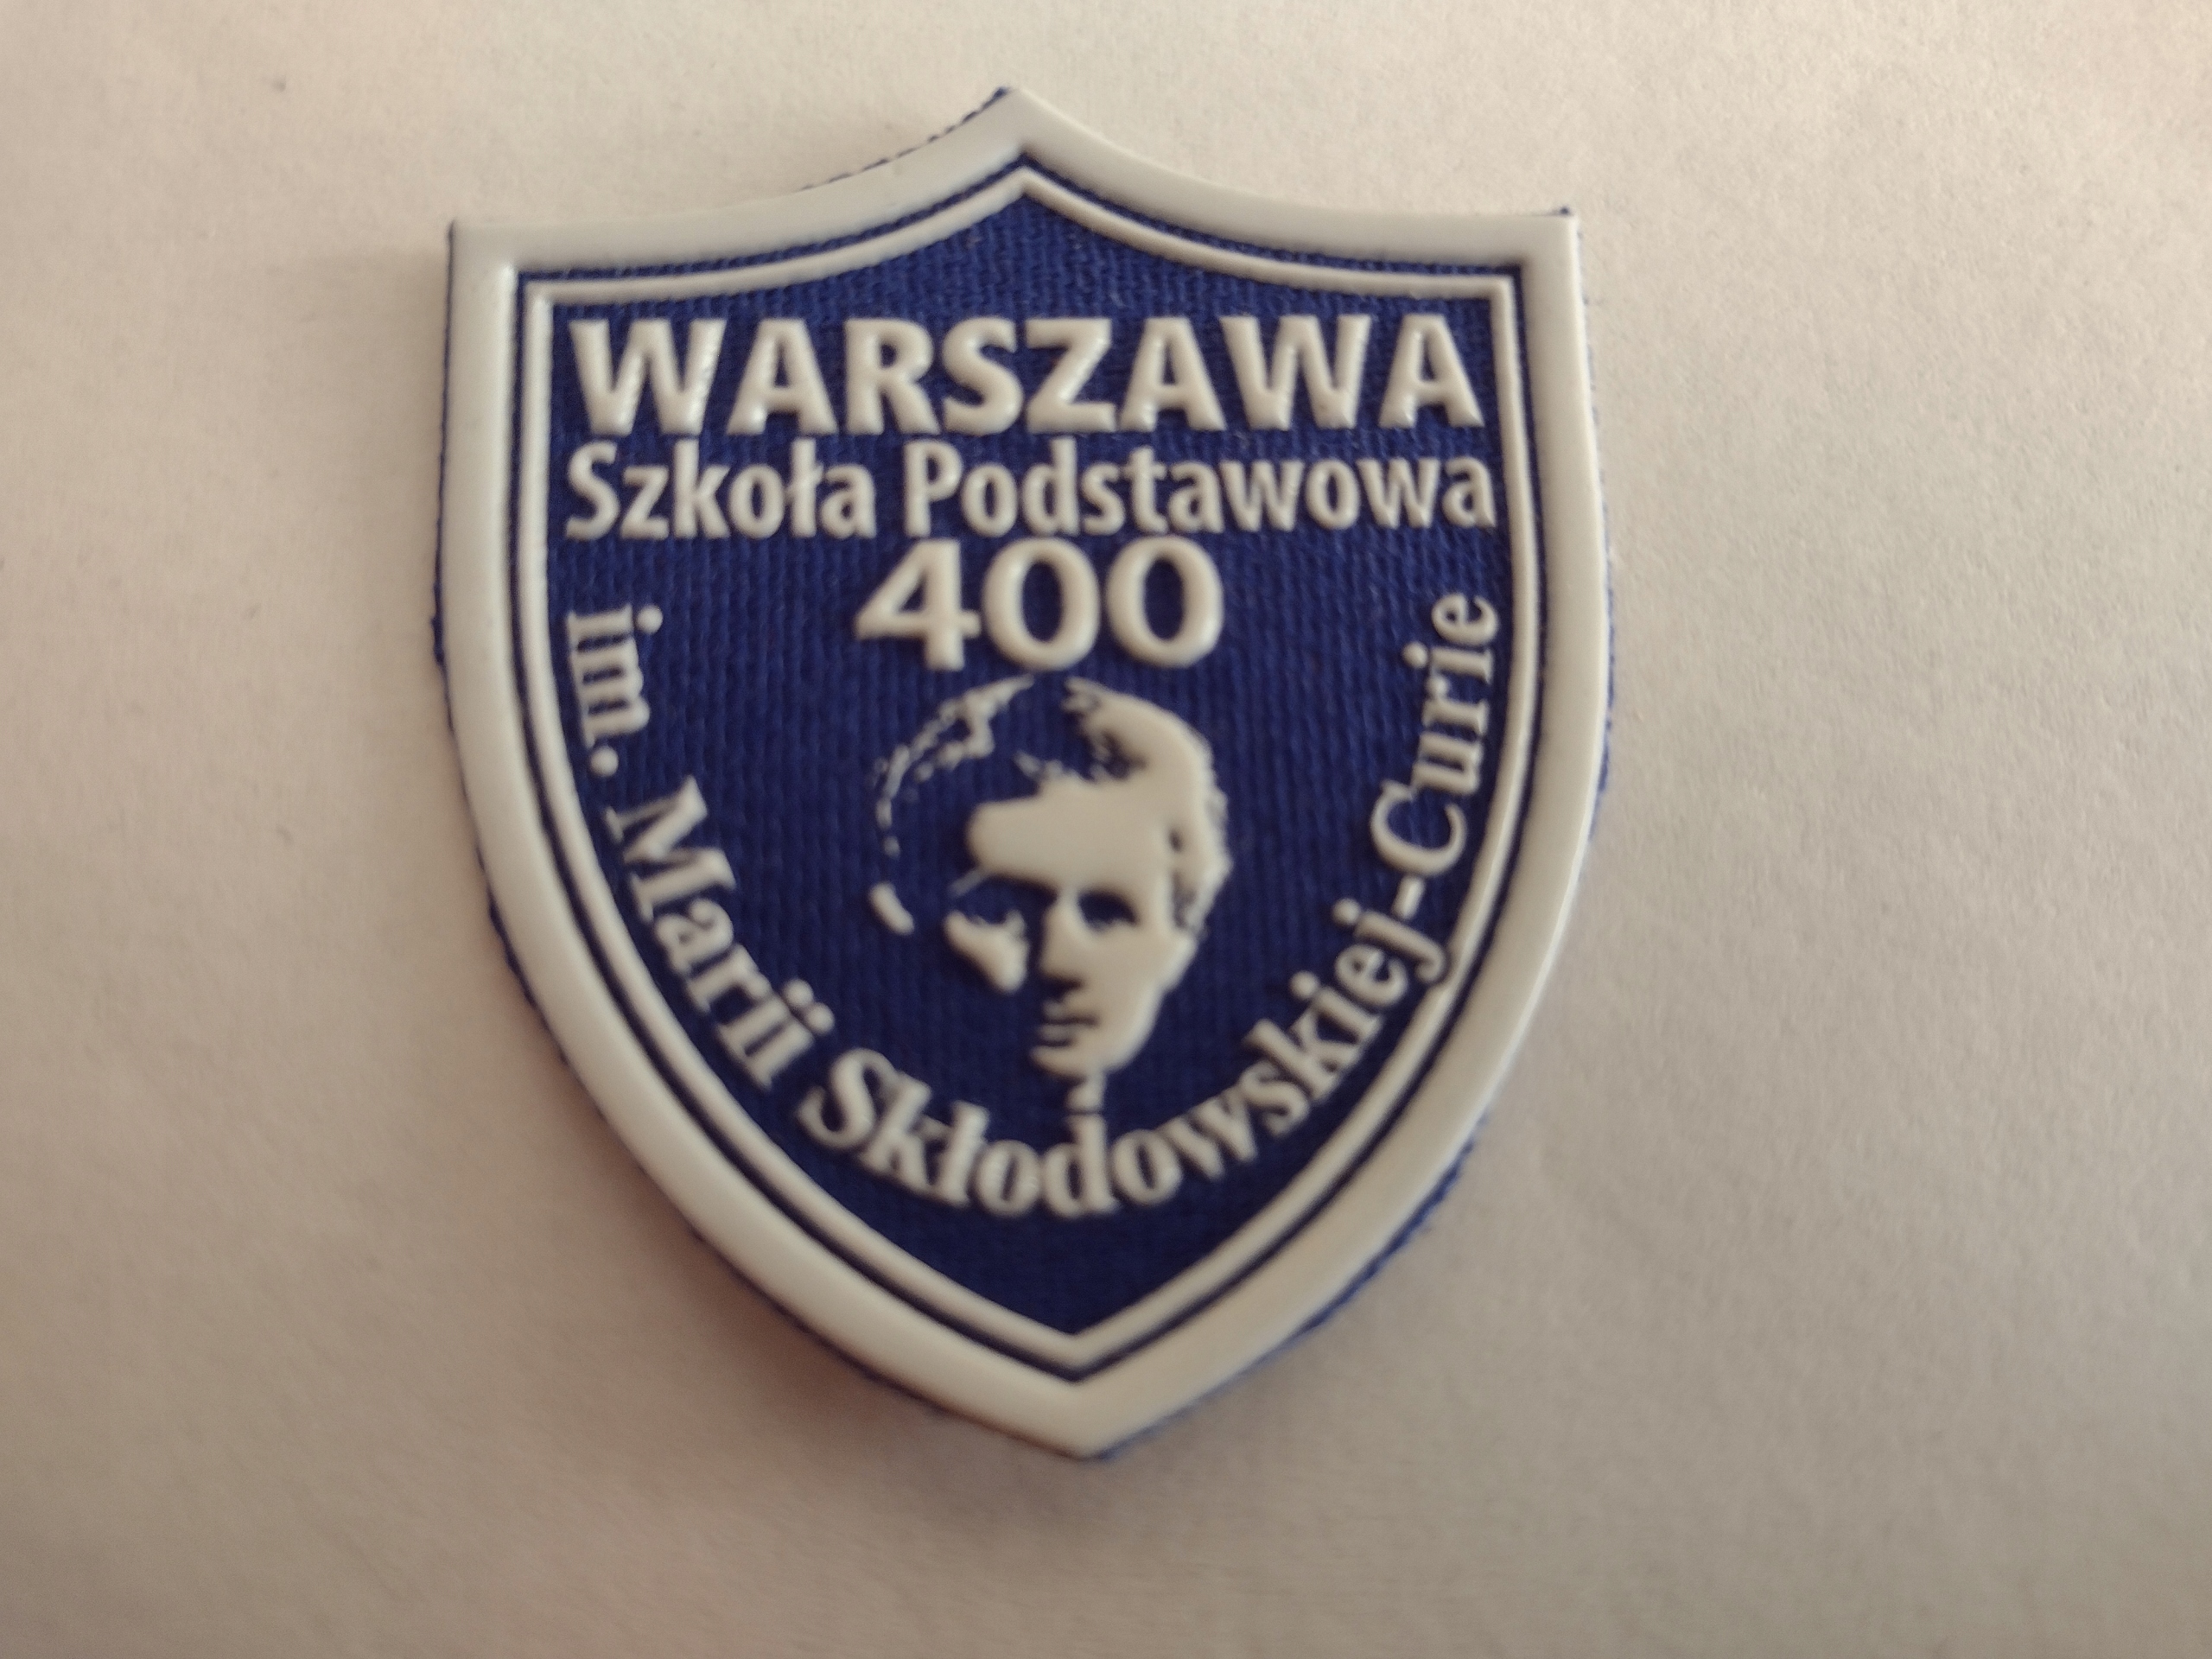 WARSZAWA
Szkoła Podstawowa
400
im. Marii Skłodowskiej-Curie